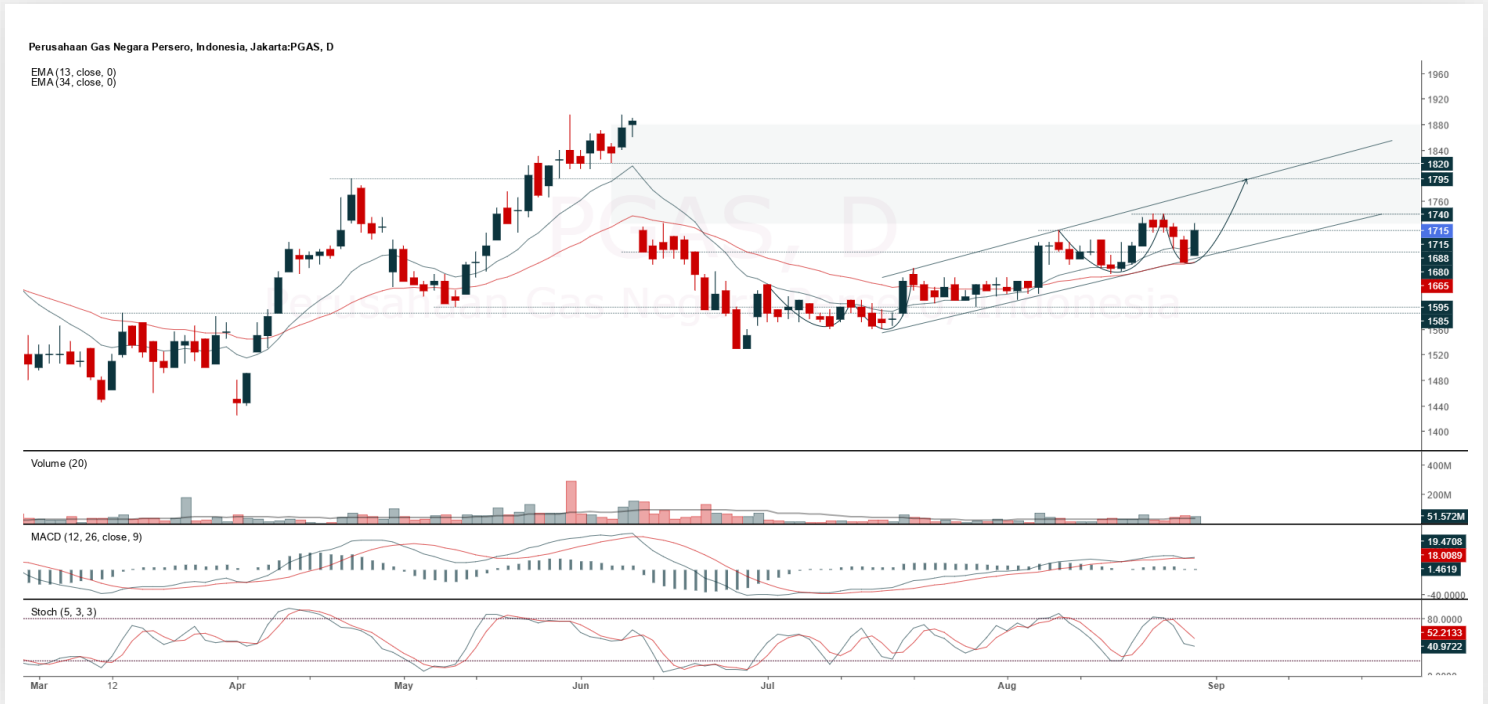 Perusahaan Gas Negara Persero, Indonesia, Jakarta:PGAS, D
EMA (13, close, 0)
EMA (34, close, 0)
PGAS, D
Perusahaan Gas Negara Persero, Indonesia
1960
1920
1880
1840
1820
1795
1760
1740
1715
1715
1688
1680
1665
1595
1585
1560
1520
1480
1440
1400
Volume (20)
400M
200M
51.572M
MACD (12, 26, close, 9)
19.4708
18.0089
1.4619
-40.0000
Stoch (5, 3, 3)
80.0000
52.2133
40.9722
0.0000
Mar 12 Apr May Jun Jul Aug Sep